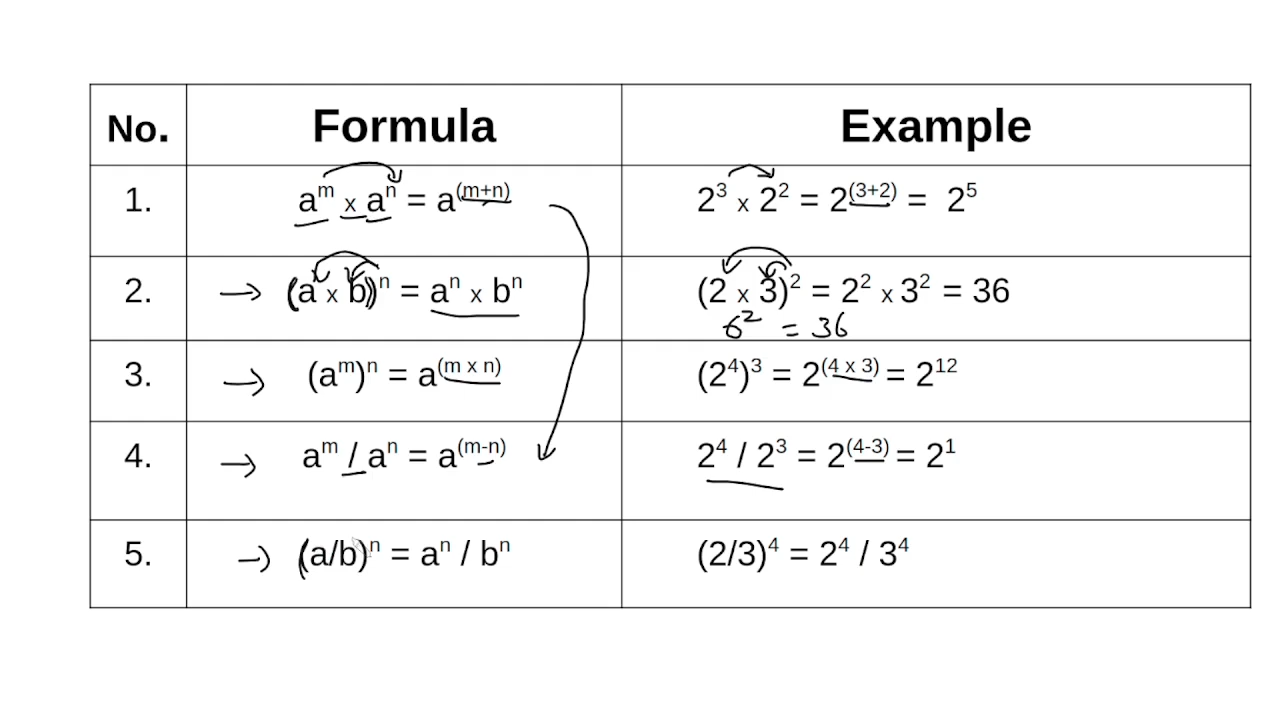 No. Formula Example
1. aᵐ x aⁿ = a⁽ᵐ⁺ⁿ⁾ 2³ x 2² = 2⁽³⁺²⁾ = 2⁵
2. → (a x b)ⁿ = aⁿ x bⁿ (2 x 3)² = 2² x 3² = 36
6² = 36
3. → (aᵐ)ⁿ = a⁽ᵐ ˣ ⁿ⁾ (2⁴)³ = 2⁽⁴ ˣ ³⁾ = 2¹²
4. → aᵐ / aⁿ = a⁽ᵐ⁻ⁿ⁾ 2⁴ / 2³ = 2⁽⁴⁻³⁾ = 2¹
5. → (a/b)ⁿ = aⁿ / bⁿ (2/3)⁴ = 2⁴ / 3⁴